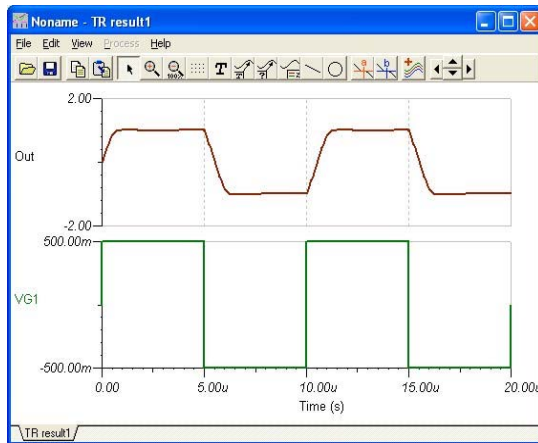 Noname - TR result1
File Edit View Process Help
T
100%
a
b
2.00
Out
-2.00
500.00m
VG1
-500.00m
0.00 5.00u 10.00u 15.00u 20.00u
Time (s)
TR result1